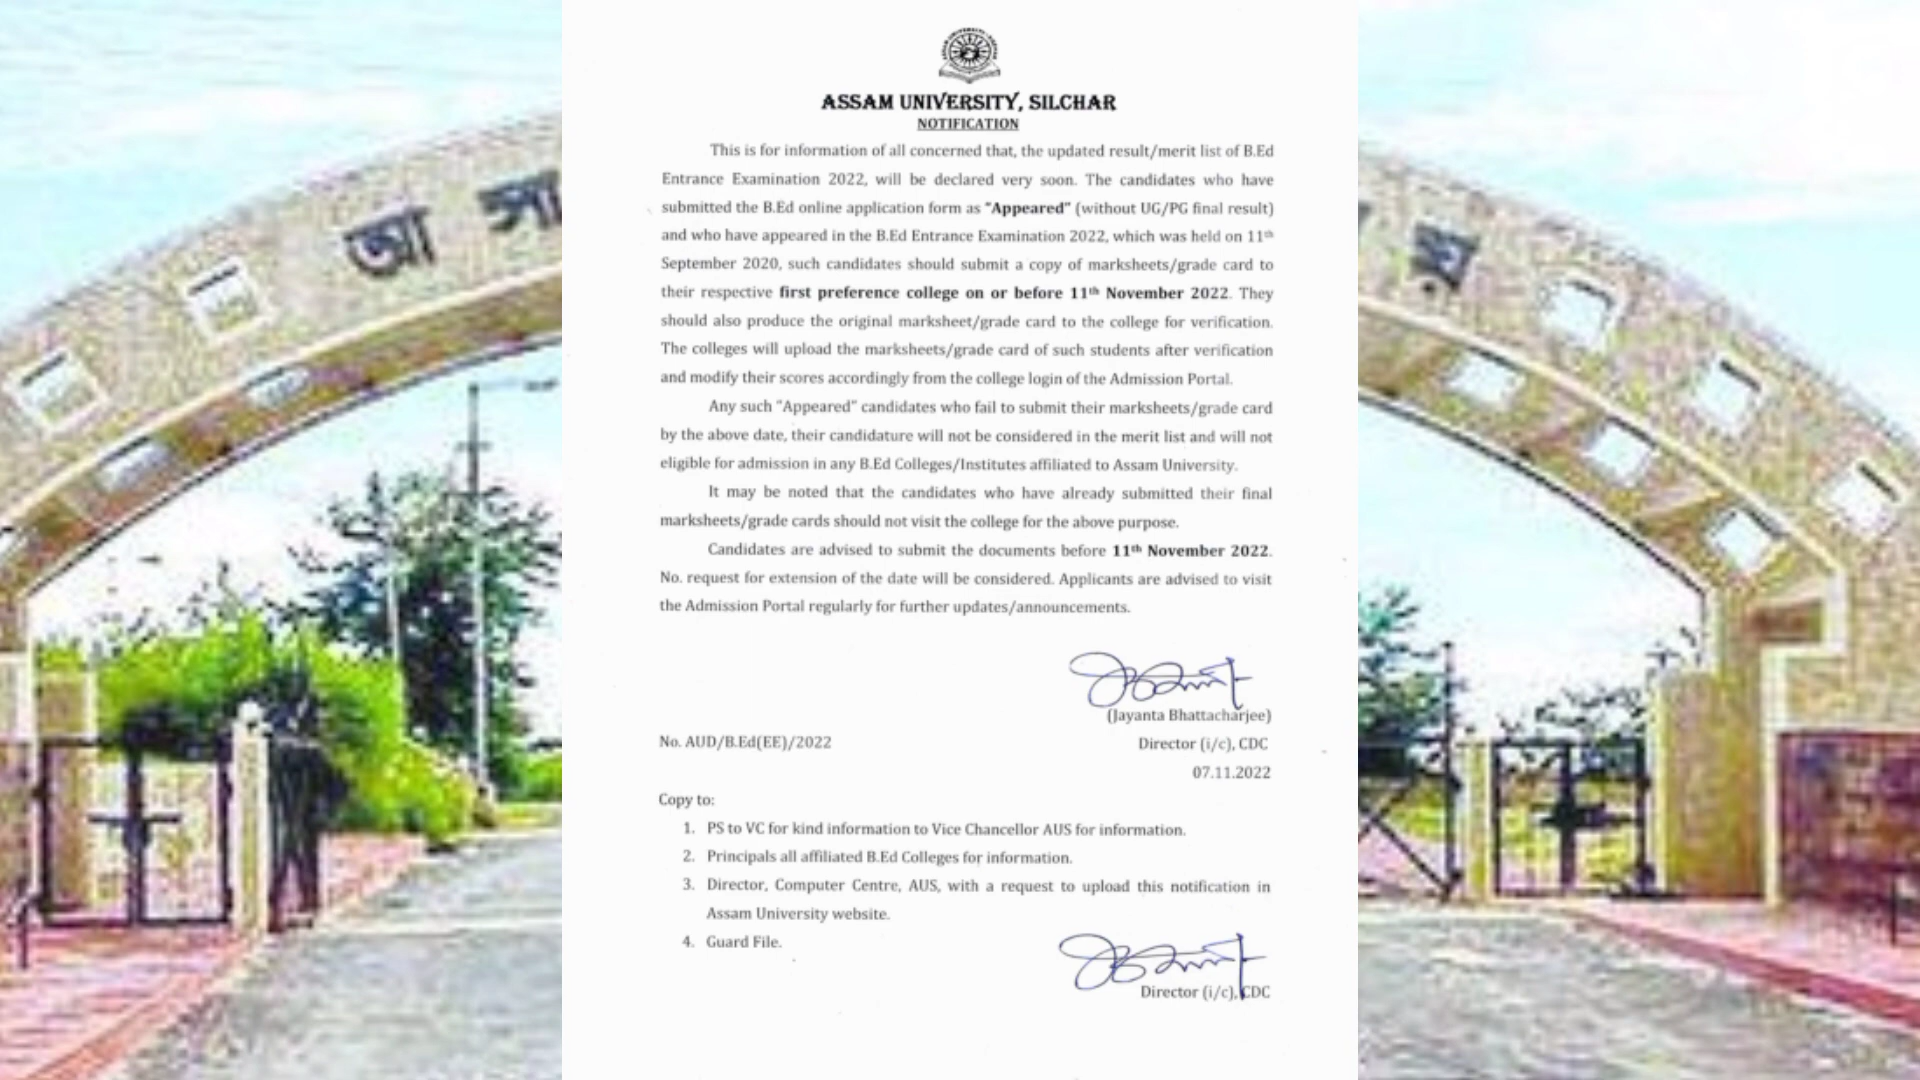 ASSAM UNIVERSITY, SILCHAR
NOTIFICATION
This is for information of all concerned that, the updated result/merit list of B.Ed
Entrance Examination 2022, will be declared very soon. The candidates who have
submitted the B.Ed online application form as "Appeared" (without UG/PG final result)
and who have appeared in the B.Ed Entrance Examination 2022, which was held on 11th
September 2020, such candidates should submit a copy of marksheets/grade card to
their respective first preference college on or before 11th November 2022. They
should also produce the original marksheet/grade card to the college for verification.
The colleges will upload the marksheets/grade card of such students after verification
and modify their scores accordingly from the college login of the Admission Portal.
Any such "Appeared" candidates who fail to submit their marksheets/grade card
by the above date, their candidature will not be considered in the merit list and will not
eligible for admission in any B.Ed Colleges/Institutes affiliated to Assam University.
It may be noted that the candidates who have already submitted their final
marksheets/grade cards should not visit the college for the above purpose.
Candidates are advised to submit the documents before 11th November 2022.
No. request for extension of the date will be considered. Applicants are advised to visit
the Admission Portal regularly for further updates/announcements.
(Jayanta Bhattacharjee)
No. AUD/B.Ed(EE)/2022 Director (i/c), CDC
07.11.2022
Copy to:
1. PS to VC for kind information to Vice Chancellor AUS for information.
2. Principals all affiliated B.Ed Colleges for information.
3. Director, Computer Centre, AUS, with a request to upload this notification in
Assam University website.
4. Guard File.
Director (i/c), CDC
আ সা